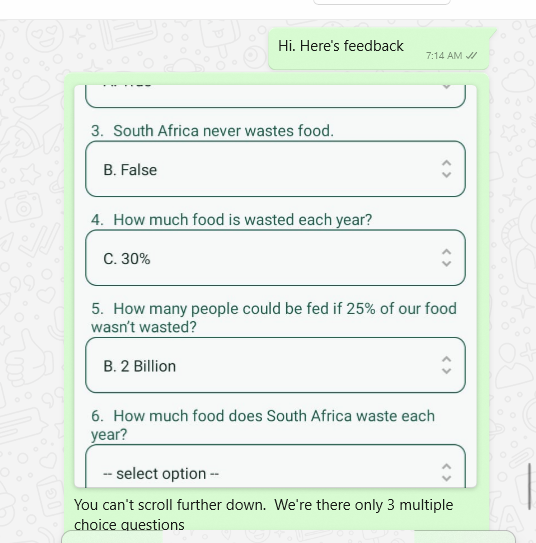 Hi. Here's feedback
7:14 AM
3. South Africa never wastes food.
B. False
4. How much food is wasted each year?
C. 30%
5. How many people could be fed if 25% of our food
wasn't wasted?
B. 2 Billion
6. How much food does South Africa waste each
year?
-- select option --
You can't scroll further down. We're there only 3 multiple
choice questions